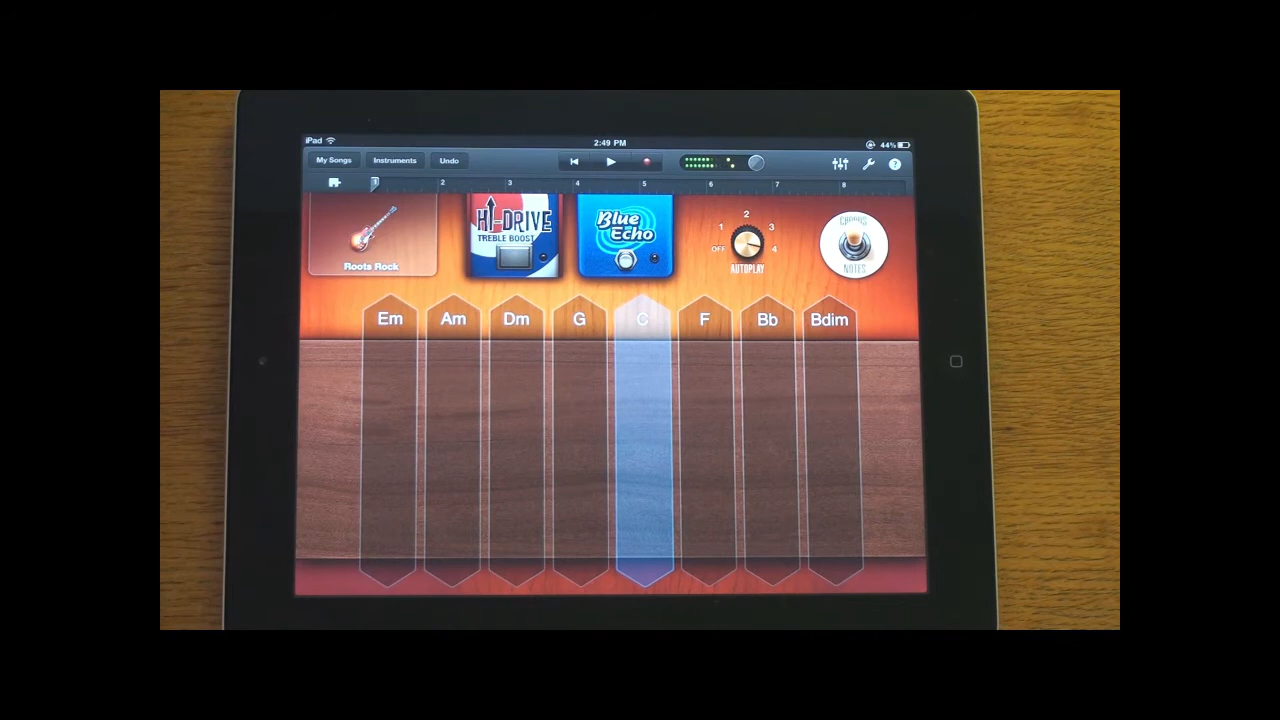 iPad 2:49 PM 44%
My Songs Instruments Undo
1 2 3 4 5 6 7 8
HI-DRIVE
TREBLE BOOST
Blue
Echo
OFF 1 2 3 4
AUTOPLAY
CHORDS
NOTES
Roots Rock
Em Am Dm G C F Bb Bdim